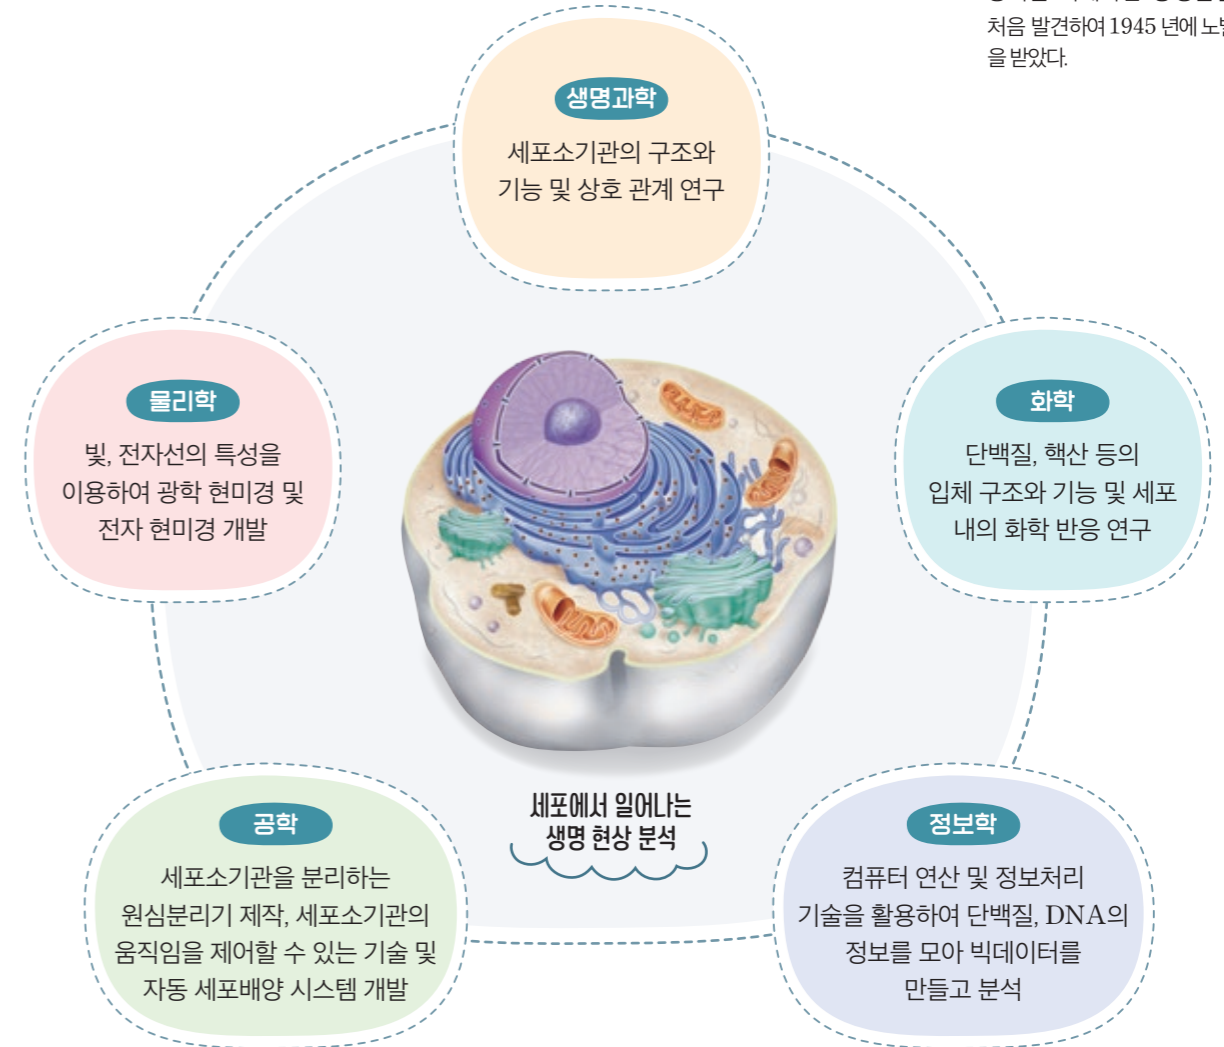 처음 발견하여 1945 년에 노벨
을 받았다.
생명과학
세포소기관의 구조와
기능 및 상호 관계 연구
물리학
빛, 전자선의 특성을
이용하여 광학 현미경 및
전자 현미경 개발
화학
단백질, 핵산 등의
입체 구조와 기능 및 세포
내의 화학 반응 연구
세포에서 일어나는
생명 현상 분석
공학
세포소기관을 분리하는
원심분리기 제작, 세포소기관의
움직임을 제어할 수 있는 기술 및
자동 세포배양 시스템 개발
정보학
컴퓨터 연산 및 정보처리
기술을 활용하여 단백질, DNA의
정보를 모아 빅데이터를
만들고 분석